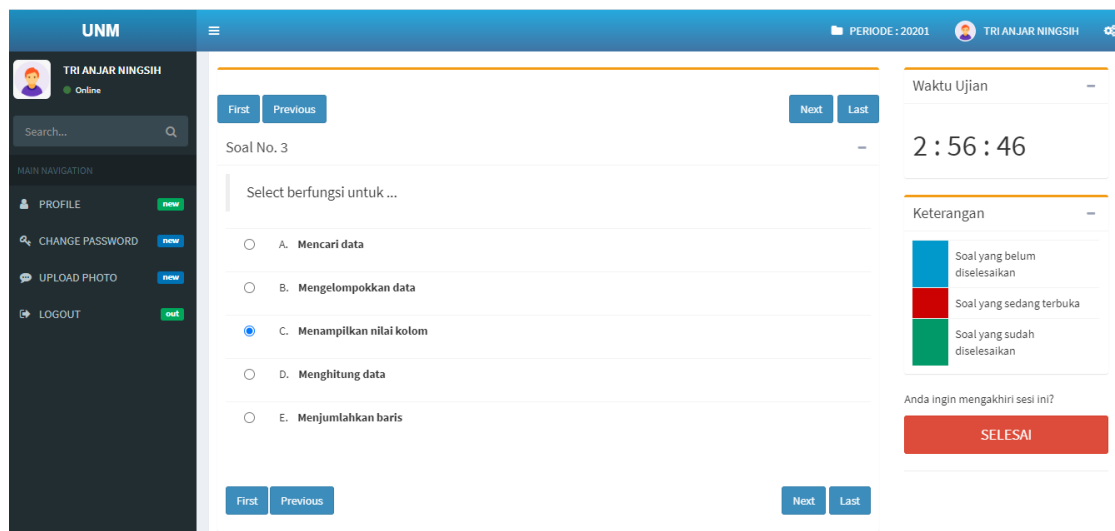 UNM
PERIODE : 20201
TRI ANJAR NINGSIH
TRI ANJAR NINGSIH
Online
Search...
MAIN NAVIGATION
PROFILE new
CHANGE PASSWORD new
UPLOAD PHOTO new
LOGOUT out
First Previous Next Last
Soal No. 3
Select berfungsi untuk ...
A. Mencari data
B. Mengelompokkan data
C. Menampilkan nilai kolom
D. Menghitung data
E. Menjumlahkan baris
First Previous Next Last
Waktu Ujian
2 : 56 : 46
Keterangan
Soal yang belum
diselesaikan
Soal yang sedang terbuka
Soal yang sudah
diselesaikan
Anda ingin mengakhiri sesi ini?
SELESAI